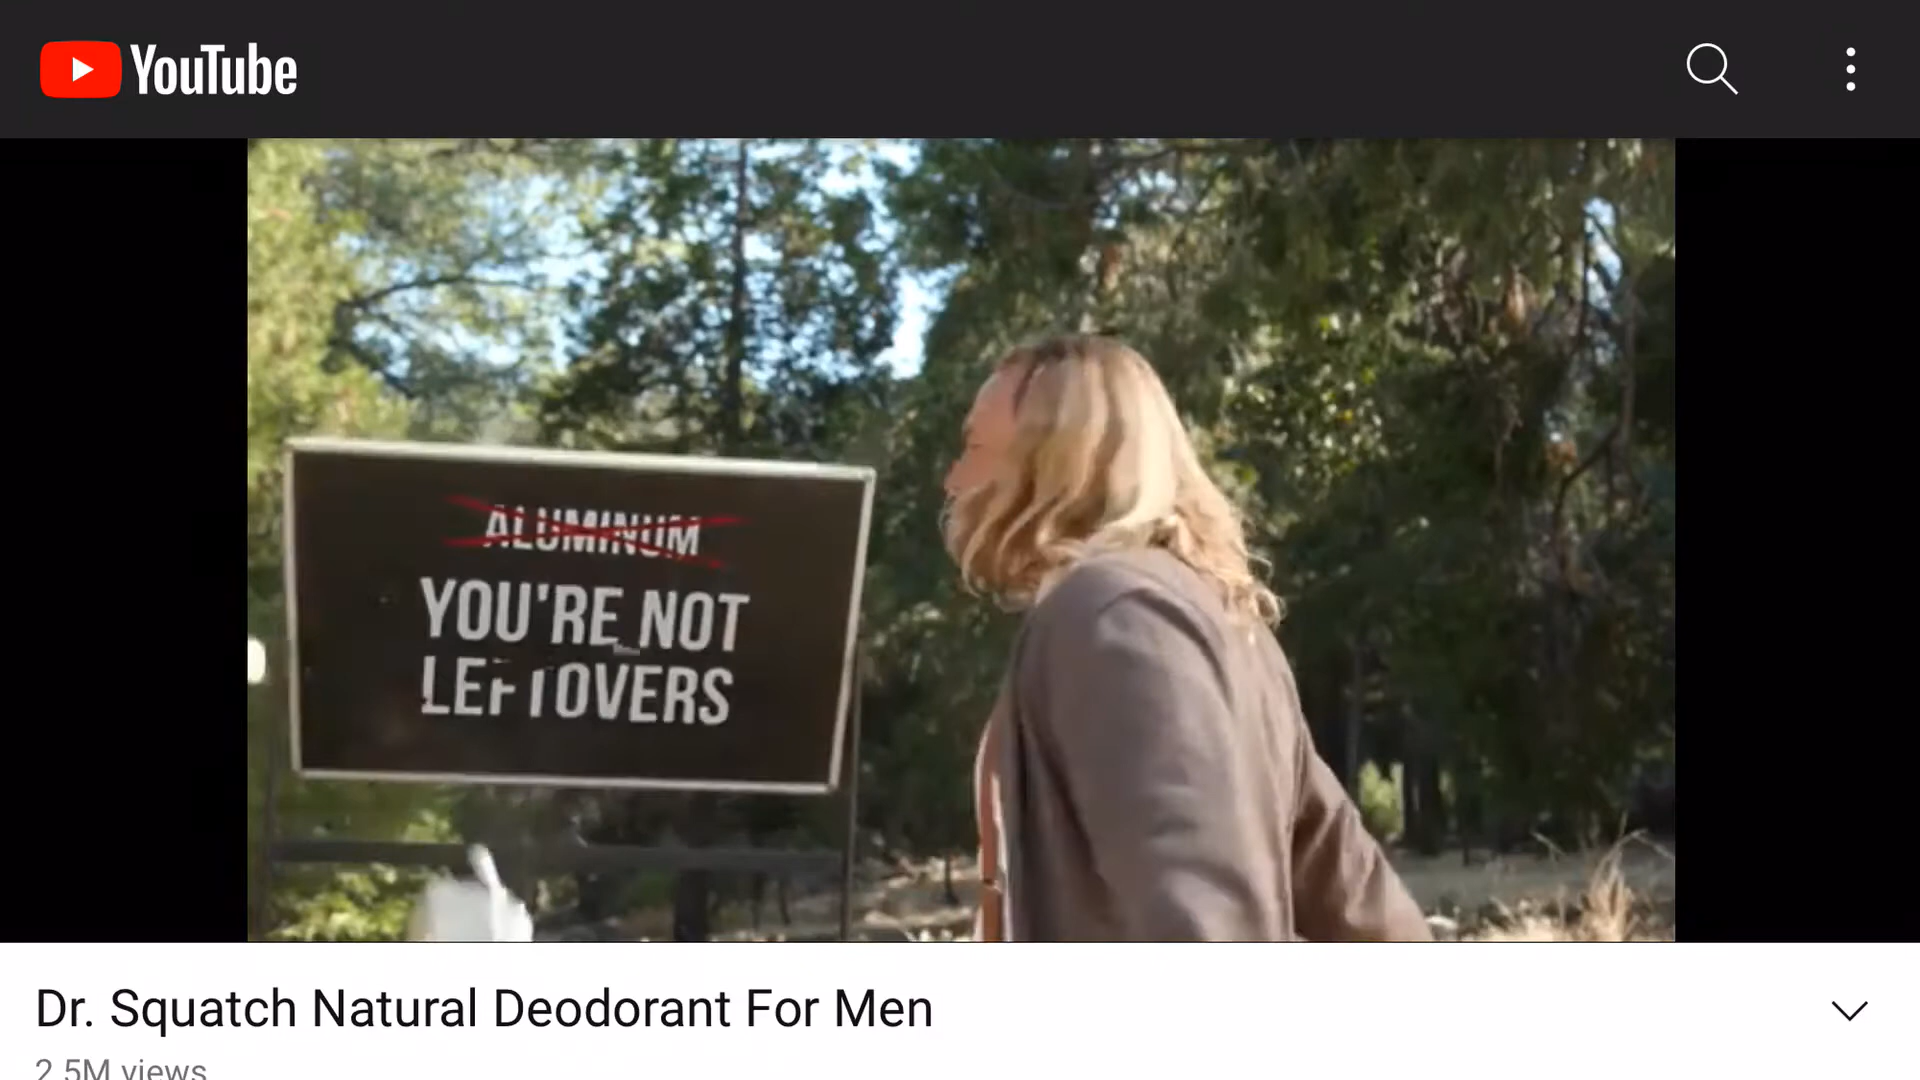 YouTube
ALUMINUM
YOU'RE NOT
LEFTOVERS
Dr. Squatch Natural Deodorant For Men
2.5M views